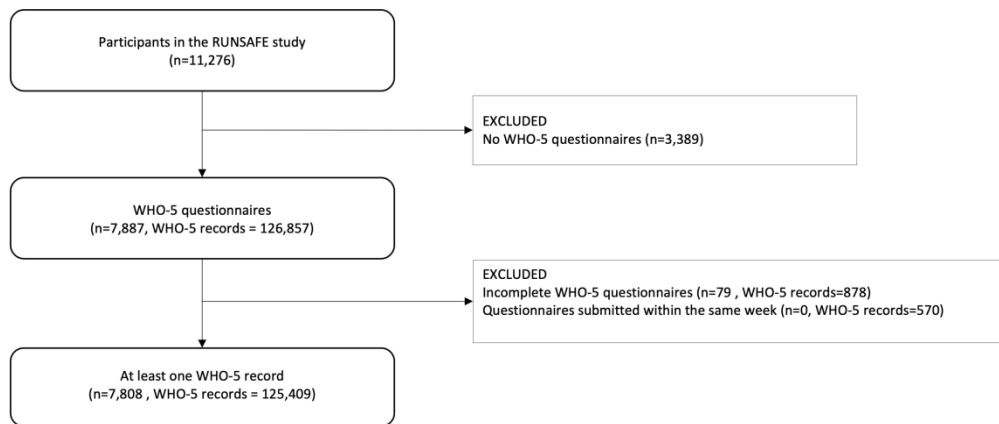 Participants in the RUNSAFE study
(n=11,276)
EXCLUDED
No WHO-5 questionnaires (n=3,389)
WHO-5 questionnaires
(n=7,887, WHO-5 records = 126,857)
EXCLUDED
Incomplete WHO-5 questionnaires (n=79 , WHO-5 records=878)
Questionnaires submitted within the same week (n=0, WHO-5 records=570)
At least one WHO-5 record
(n=7,808 , WHO-5 records = 125,409)